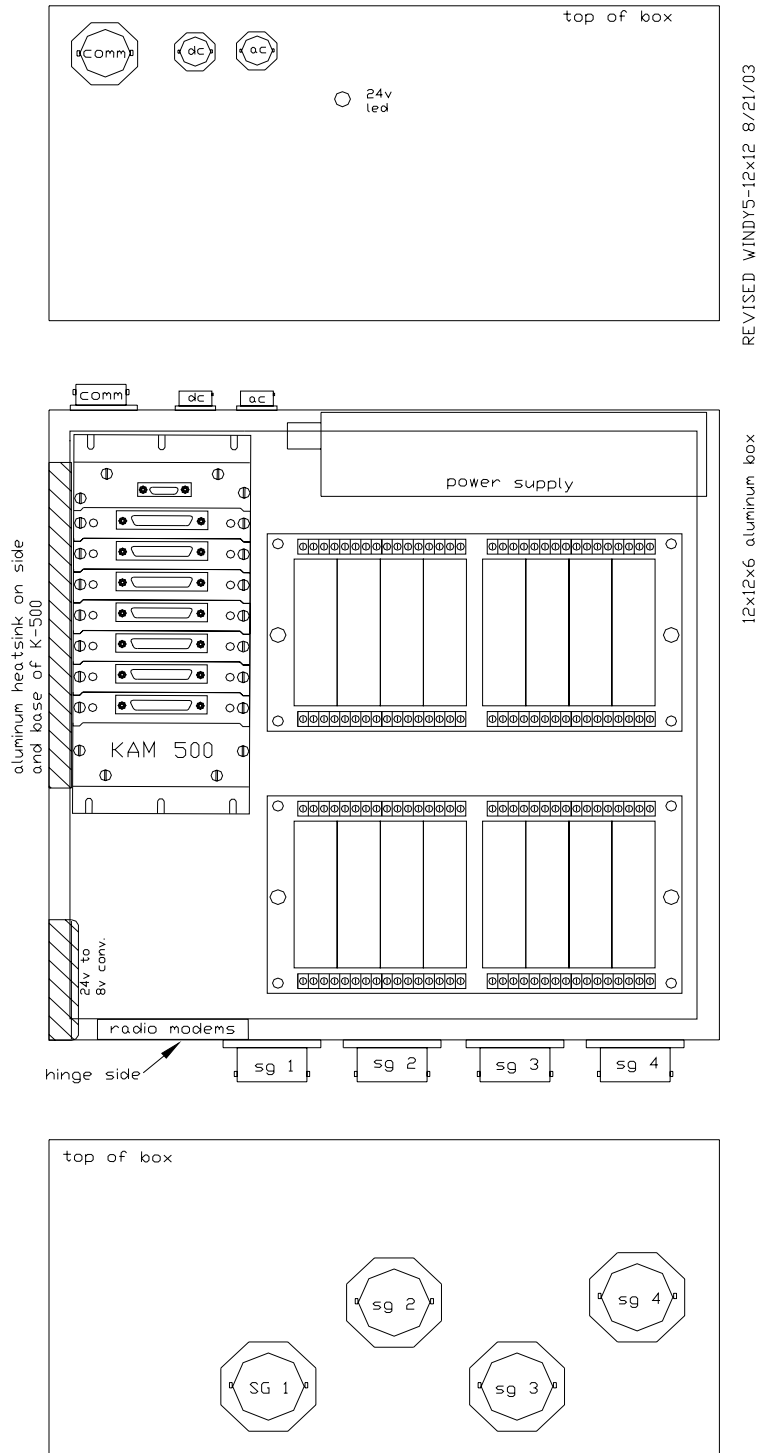 top of box
comm
dc
ac
24v
led
REVISED WINDY5-12x12 8/21/03
comm
dc
ac
power supply
12x12x6 aluminum box
aluminum heatsink on side
and base of K-500
KAM 500
24v to
8v conv.
radio modems
hinge side
sg 1
sg 2
sg 3
sg 4
top of box
sg 2
sg 4
SG 1
sg 3